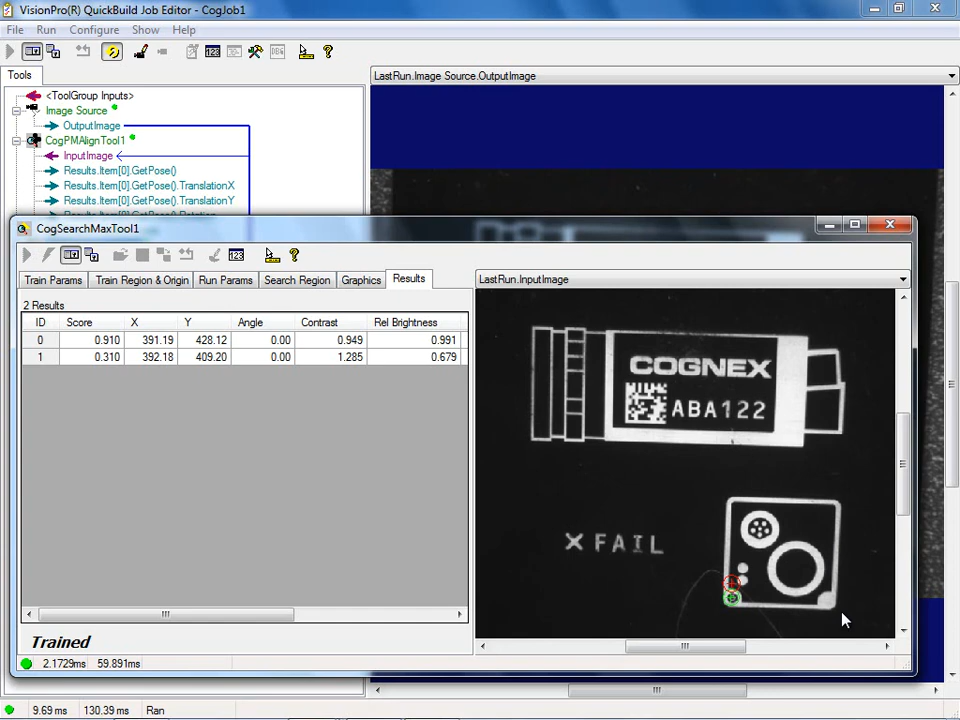 VisionPro(R) QuickBuild Job Editor - CogJob1
File Run Configure Show Help
Tools
LastRun.Image Source.OutputImage
<ToolGroup Inputs>
Image Source
OutputImage
CogPMAlignTool1
InputImage
Results.Item[0].GetPose()
Results.Item[0].GetPose().TranslationX
Results.Item[0].GetPose().TranslationY
CogSearchMaxTool1
Train Params Train Region & Origin Run Params Search Region Graphics Results
LastRun.InputImage
2 Results
ID Score X Y Angle Contrast Rel Brightness
0 0.910 391.19 428.12 0.00 0.949 0.991
1 0.310 392.18 409.20 0.00 1.285 0.679
COGNEX
ABA122
X FAIL
Trained
2.1729ms 59.891ms
9.69 ms 130.39 ms Ran